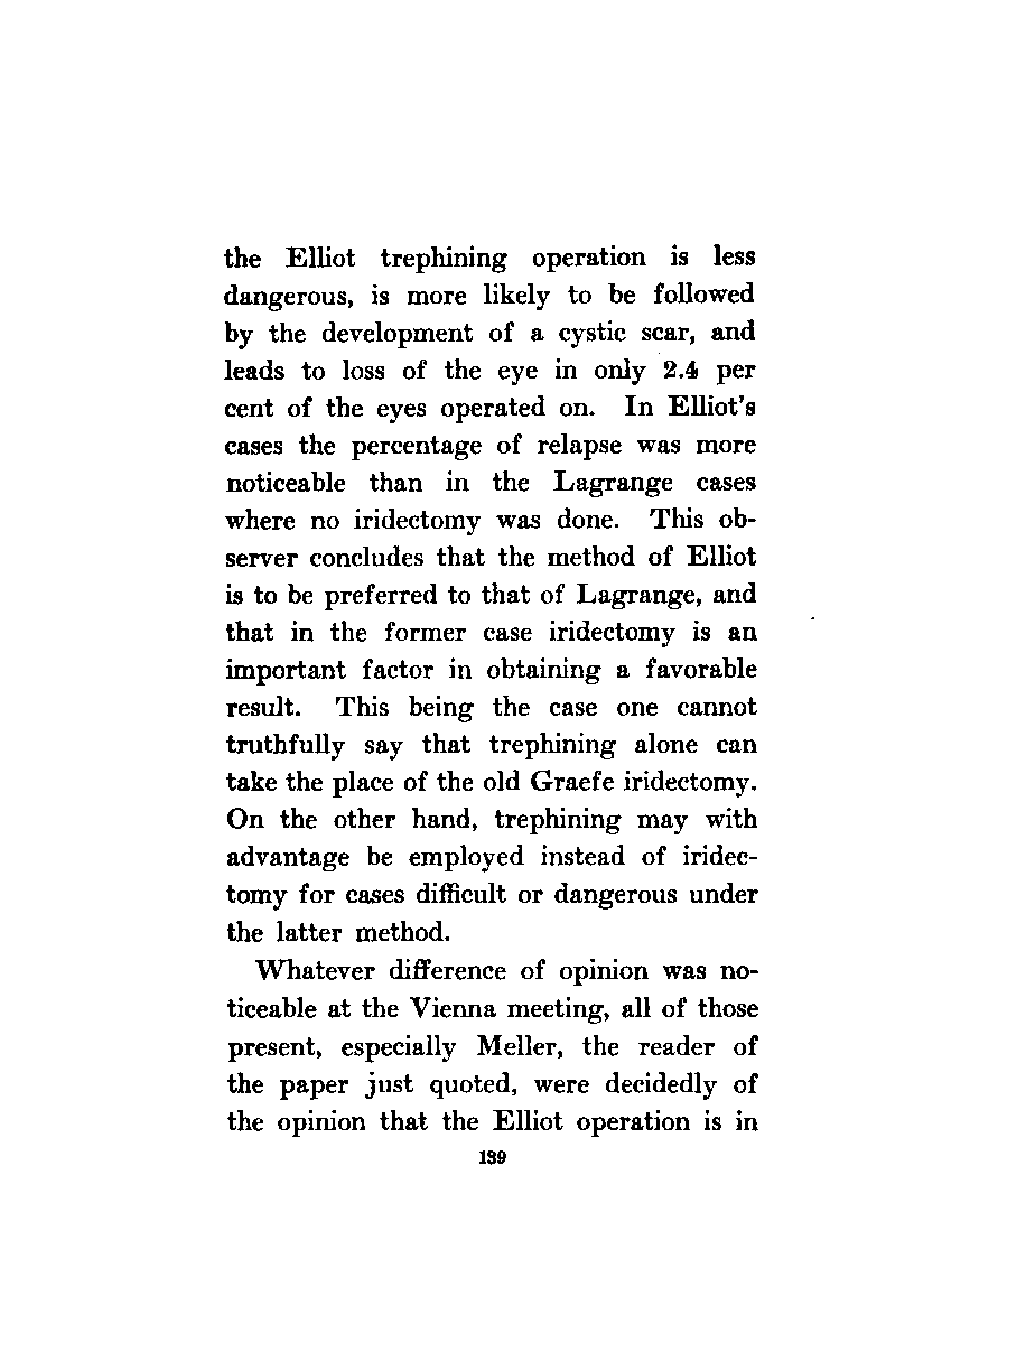 the Elliot trephining operation is less
dangerous, is more likely to be followed
by the development of a cystic scar, and
leads to loss of the eye in only 2.4 per
cent of the eyes operated on. In Elliot's
cases the percentage of relapse was more
noticeable than in the Lagrange cases
where no iridectomy was done. This ob-
server concludes that the method of Elliot
is to be preferred to that of Lagrange, and
that in the former case iridectomy is an
important factor in obtaining a favorable
result. This being the case one cannot
truthfully say that trephining alone can
take the place of the old Graefe iridectomy.
On the other hand, trephining may with
advantage be employed instead of iridec-
tomy for cases difficult or dangerous under
the latter method.
Whatever difference of opinion was no-
ticeable at the Vienna meeting, all of those
present, especially Meller, the reader of
the paper just quoted, were decidedly of
the opinion that the Elliot operation is in
139